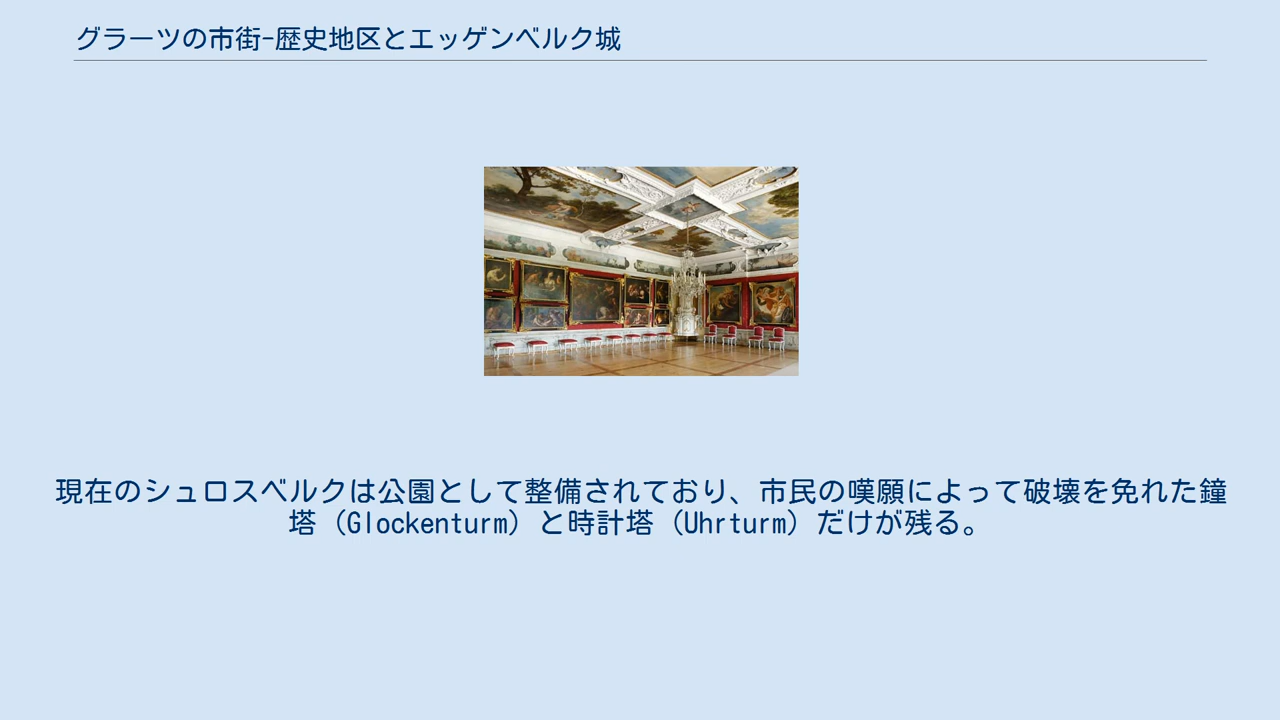 グラーツの市街-歴史地区とエッゲンベルク城
現在のシュロスベルクは公園として整備されており、市民の嘆願によって破壊を免れた鐘
塔（Glockenturm）と時計塔（Uhrturm）だけが残る。